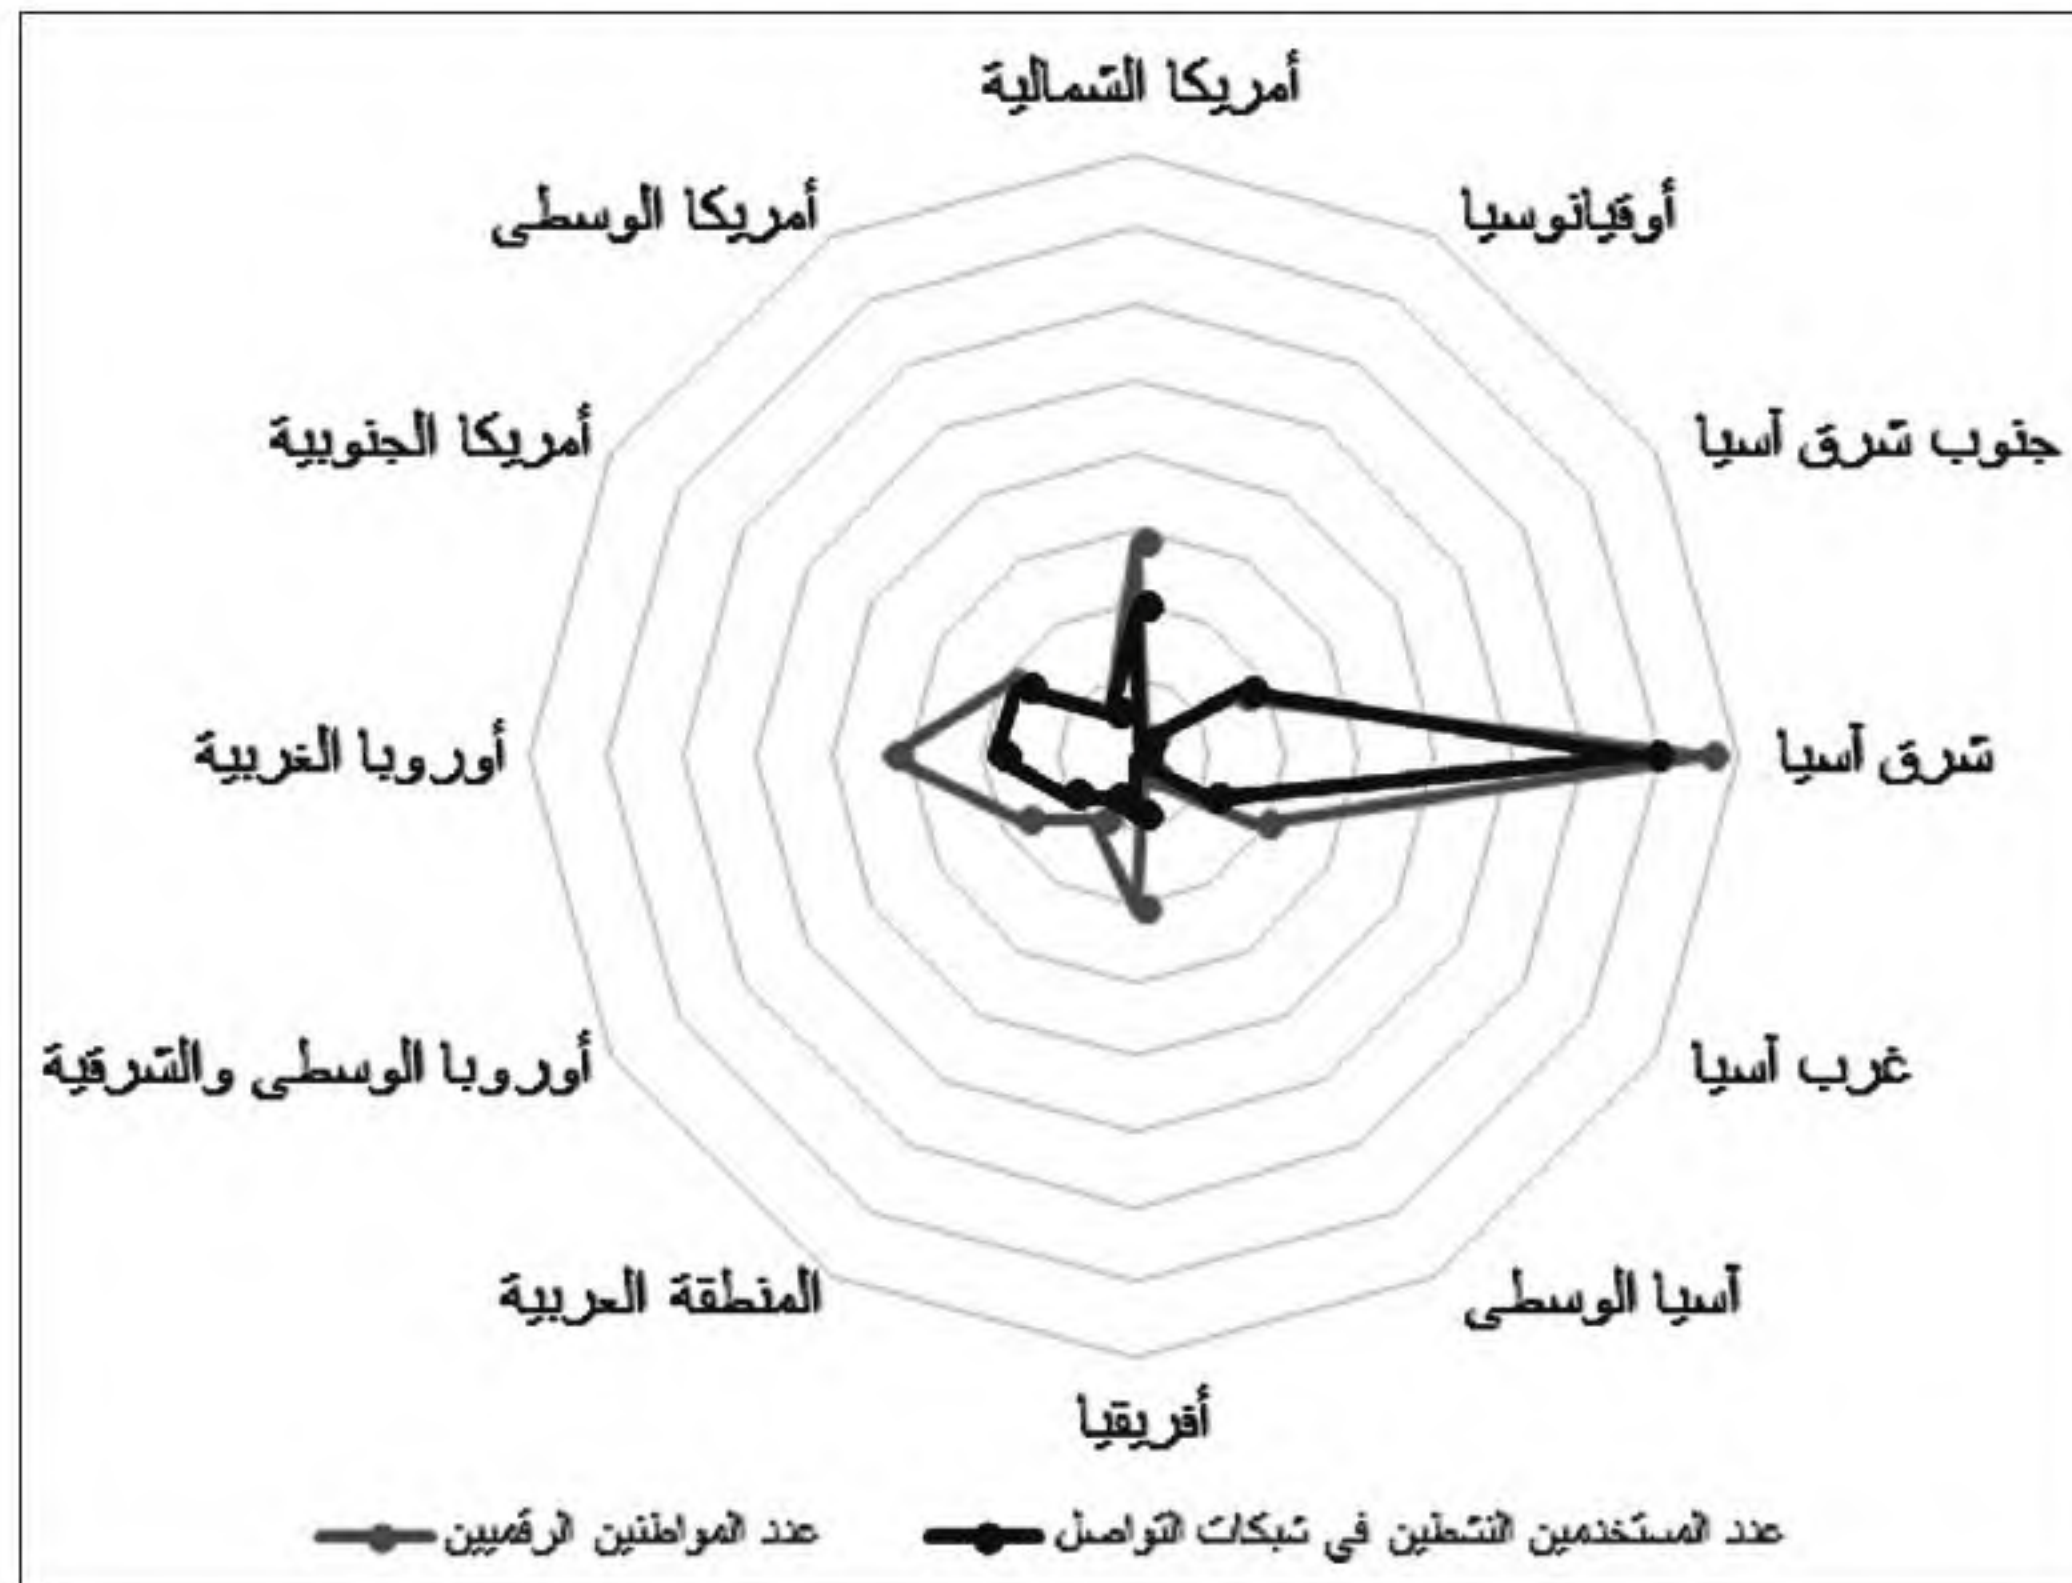 أمريكا الشمالية
أوقيانوسيا
جنوب شرق آسيا
شرق آسيا
غرب آسيا
آسيا الوسطى
أفريقيا
المنطقة العربية
أوروبا الوسطى والشرقية
أوروبا الغربية
أمريكا الجنوبية
أمريكا الوسطى
عدد المستخدمين النشطين في شبكات التواصل
عدد المواطنين الرقميين